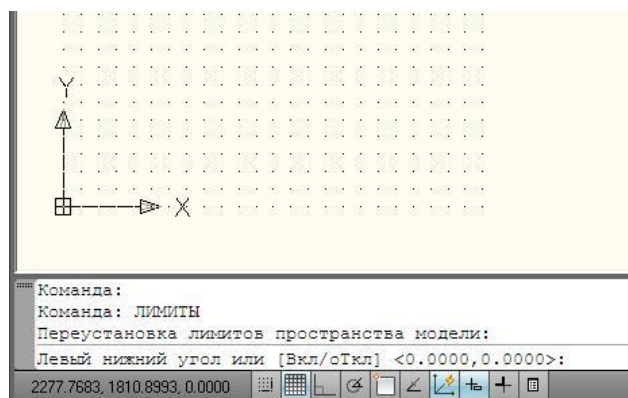 Y
X
Команда:
Команда: ЛИМИТЫ
Переустановка лимитов пространства модели:
Левый нижний угол или [Вкл/оТкл] <0.0000,0.0000>:
2277.7683, 1810.8993, 0.0000